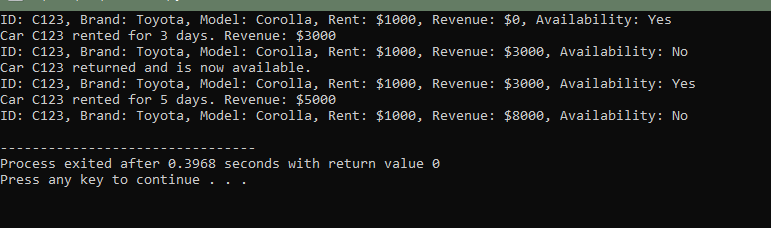 ID: C123, Brand: Toyota, Model: Corolla, Rent: $1000, Revenue: $0, Availability: Yes
Car C123 rented for 3 days. Revenue: $3000
ID: C123, Brand: Toyota, Model: Corolla, Rent: $1000, Revenue: $3000, Availability: No
Car C123 returned and is now available.
ID: C123, Brand: Toyota, Model: Corolla, Rent: $1000, Revenue: $3000, Availability: Yes
Car C123 rented for 5 days. Revenue: $5000
ID: C123, Brand: Toyota, Model: Corolla, Rent: $1000, Revenue: $8000, Availability: No
--------------------------------
Process exited after 0.3968 seconds with return value 0
Press any key to continue . . .